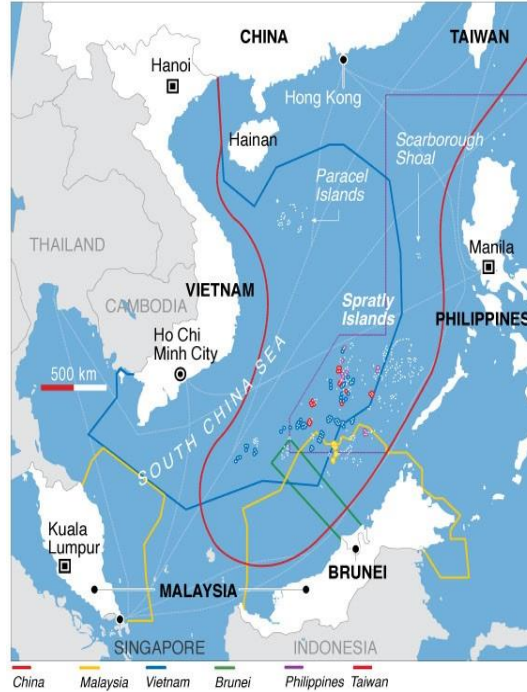 CHINA
TAIWAN
Hanoi
Hong Kong
Hainan
Scarborough
Shoal
Paracel
Islands
THAILAND
VIETNAM
Manila
CAMBODIA
Spratly
Islands
PHILIPPINES
Ho Chi
Minh City
500 km
SOUTH CHINA SEA
Kuala
Lumpur
BRUNEI
MALAYSIA
SINGAPORE
INDONESIA
China
Malaysia
Vietnam
Brunei
Philippines
Taiwan